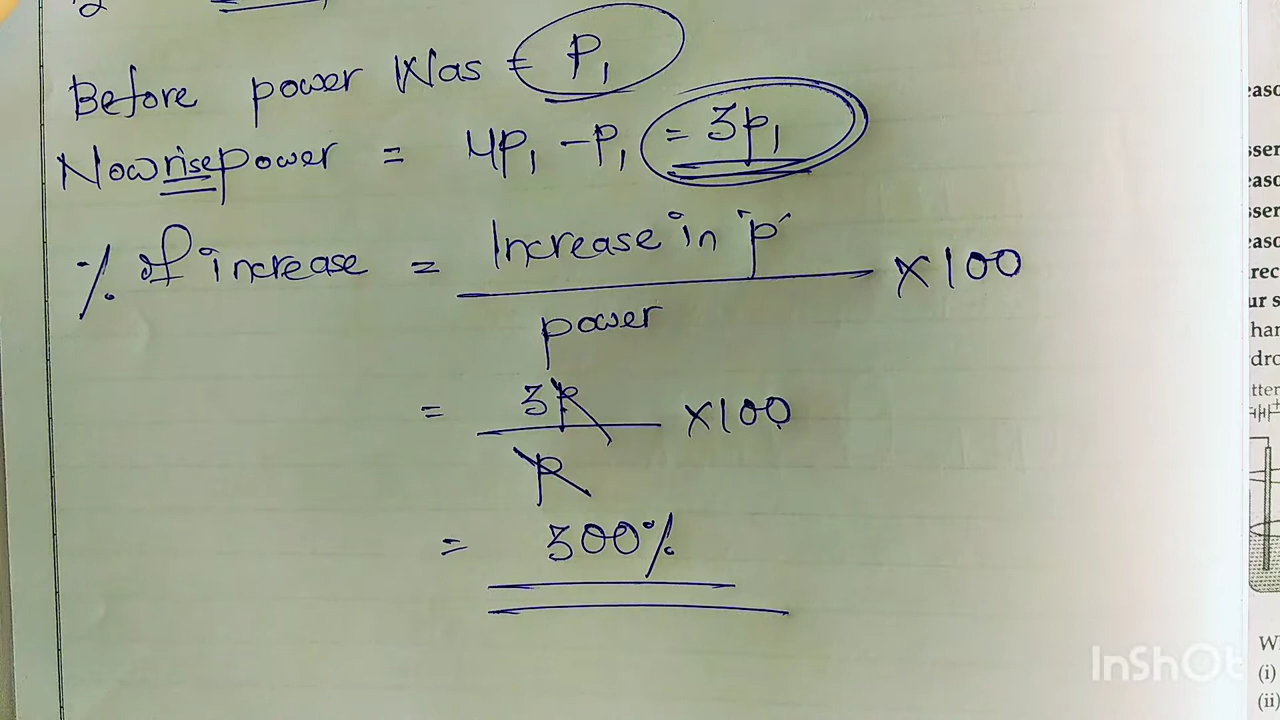 Before power Was = P₁
Now rise power = 4P₁ - P₁ = 3P₁
% of increase = Increase in "p" / power × 100
= 3P / P × 100
= 300%
InShOt
(i)
(ii)